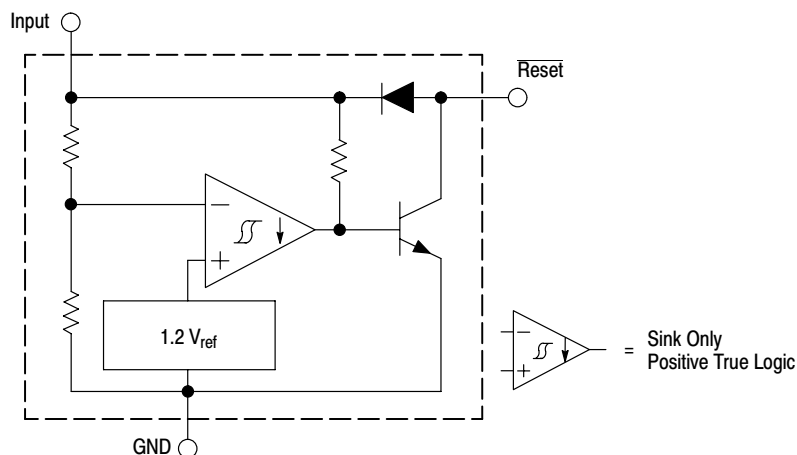 Input
Reset
−
+
1.2 Vref
−
+
= Sink Only
Positive True Logic
GND